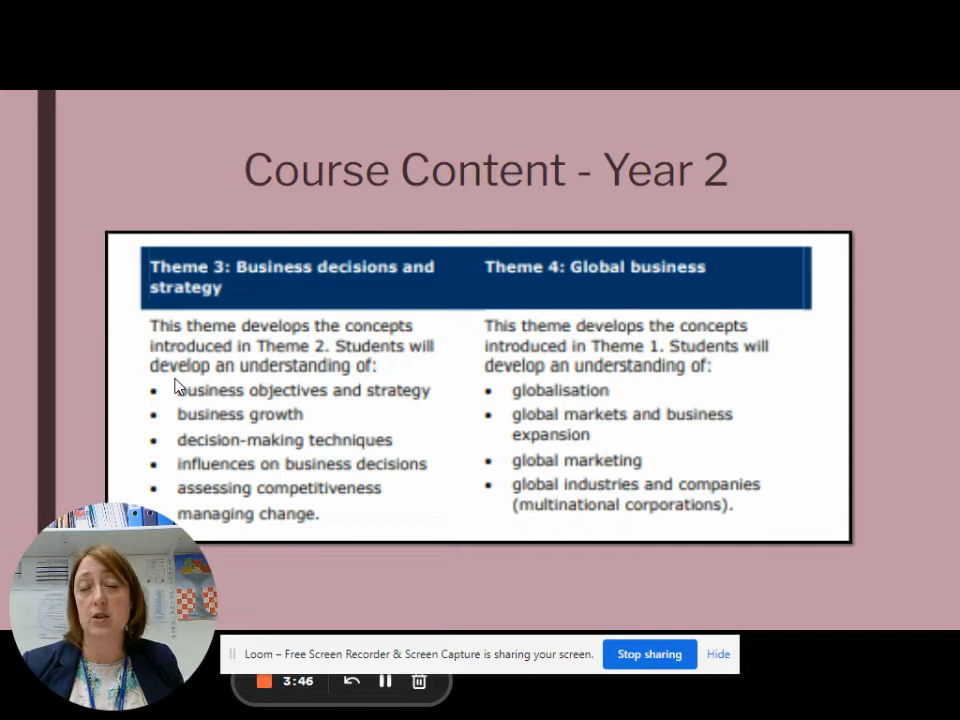 Course Content - Year 2
Theme 3: Business decisions and
strategy
This theme develops the concepts
introduced in Theme 2. Students will
develop an understanding of:
• business objectives and strategy
• business growth
• decision-making techniques
• influences on business decisions
• assessing competitiveness
managing change.
Theme 4: Global business
This theme develops the concepts
introduced in Theme 1. Students will
develop an understanding of:
• globalisation
• global markets and business
expansion
• global marketing
• global industries and companies
(multinational corporations).
Loom – Free Screen Recorder & Screen Capture is sharing your screen.
Stop sharing
Hide
3:46